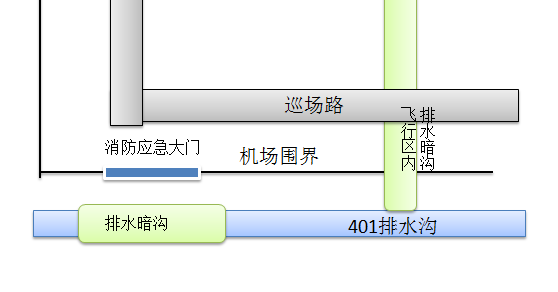 巡场路
飞行区内
排水暗沟
消防应急大门
机场围界
排水暗沟
401排水沟